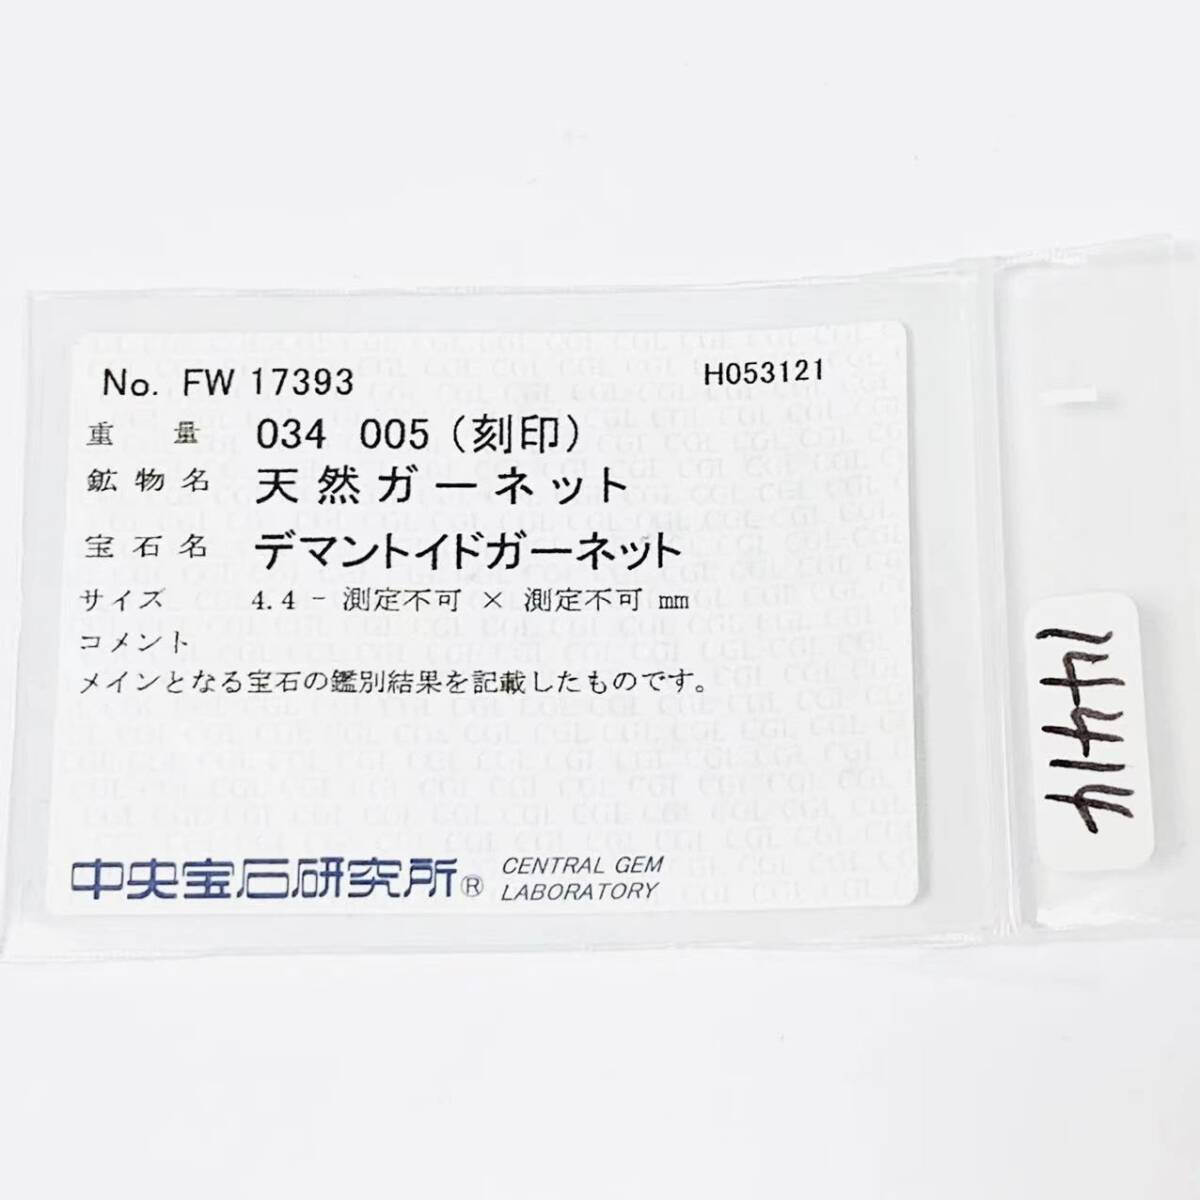 No. FW 17393 H053121
重量 034 005 (刻印)
鉱物名 天然ガーネット
宝石名 デマントイドガーネット
サイズ 4.4 - 測定不可 × 測定不可 mm
コメント
メインとなる宝石の鑑別結果を記載したものです。
中央宝石研究所® CENTRAL GEM
LABORATORY
14414